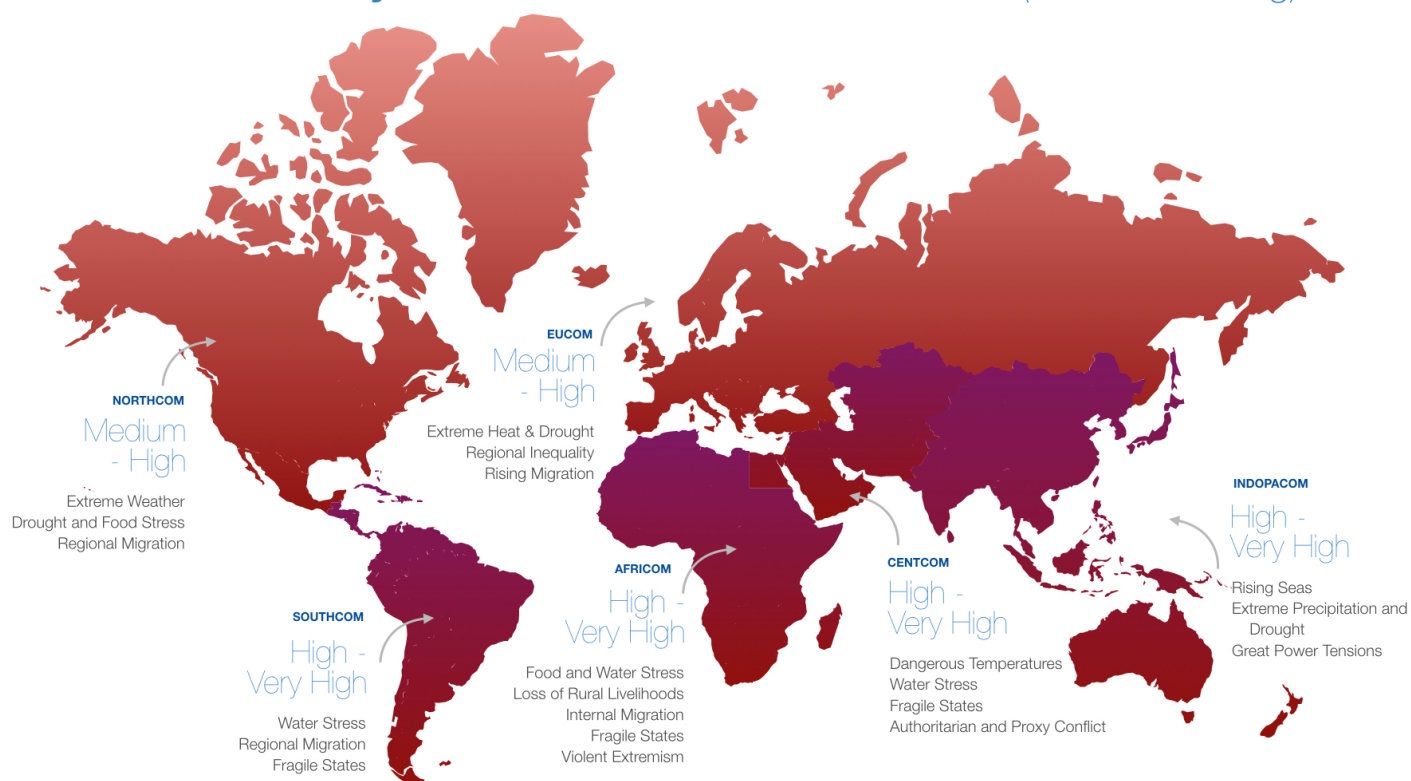 NORTHCOM
Medium
- High
Extreme Weather
Drought and Food Stress
Regional Migration
EUCOM
Medium
- High
Extreme Heat & Drought
Regional Inequality
Rising Migration
SOUTHCOM
High -
Very High
Water Stress
Regional Migration
Fragile States
AFRICOM
High -
Very High
Food and Water Stress
Loss of Rural Livelihoods
Internal Migration
Fragile States
Violent Extremism
CENTCOM
High -
Very High
Dangerous Temperatures
Water Stress
Fragile States
Authoritarian and Proxy Conflict
INDOPACOM
High -
Very High
Rising Seas
Extreme Precipitation and
Drought
Great Power Tensions